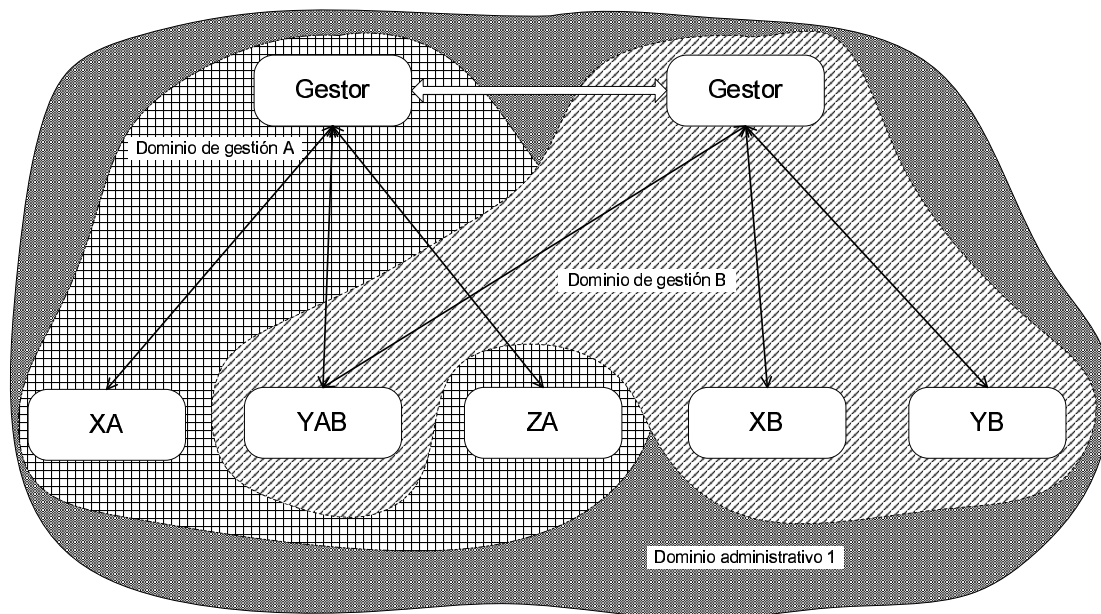 Gestor
Gestor
Dominio de gestión A
Dominio de gestión B
XA
YAB
ZA
XB
YB
Dominio administrativo 1